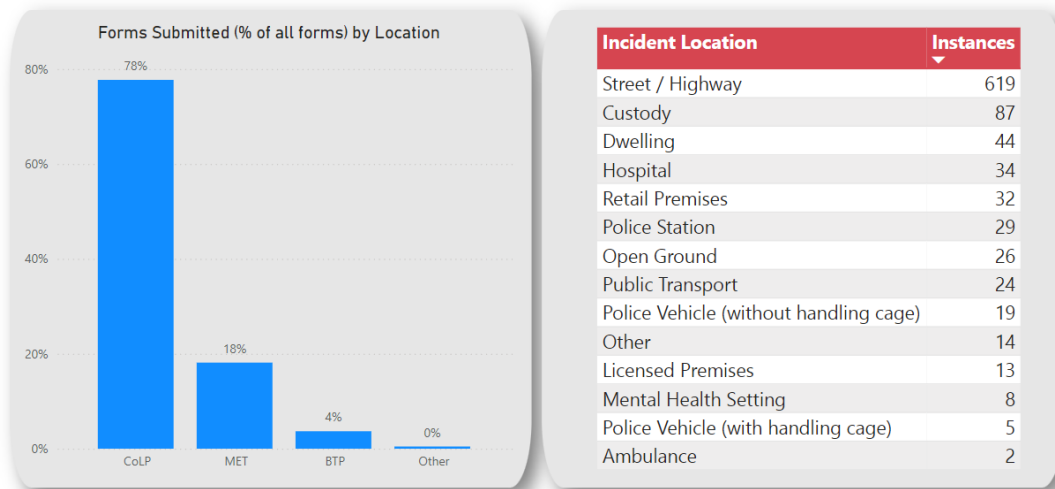 Forms Submitted (% of all forms) by Location
80%
60%
40%
20%
0%
78%
18%
4%
0%
CoLP MET BTP Other
Incident Location Instances
Street / Highway 619
Custody 87
Dwelling 44
Hospital 34
Retail Premises 32
Police Station 29
Open Ground 26
Public Transport 24
Police Vehicle (without handling cage) 19
Other 14
Licensed Premises 13
Mental Health Setting 8
Police Vehicle (with handling cage) 5
Ambulance 2